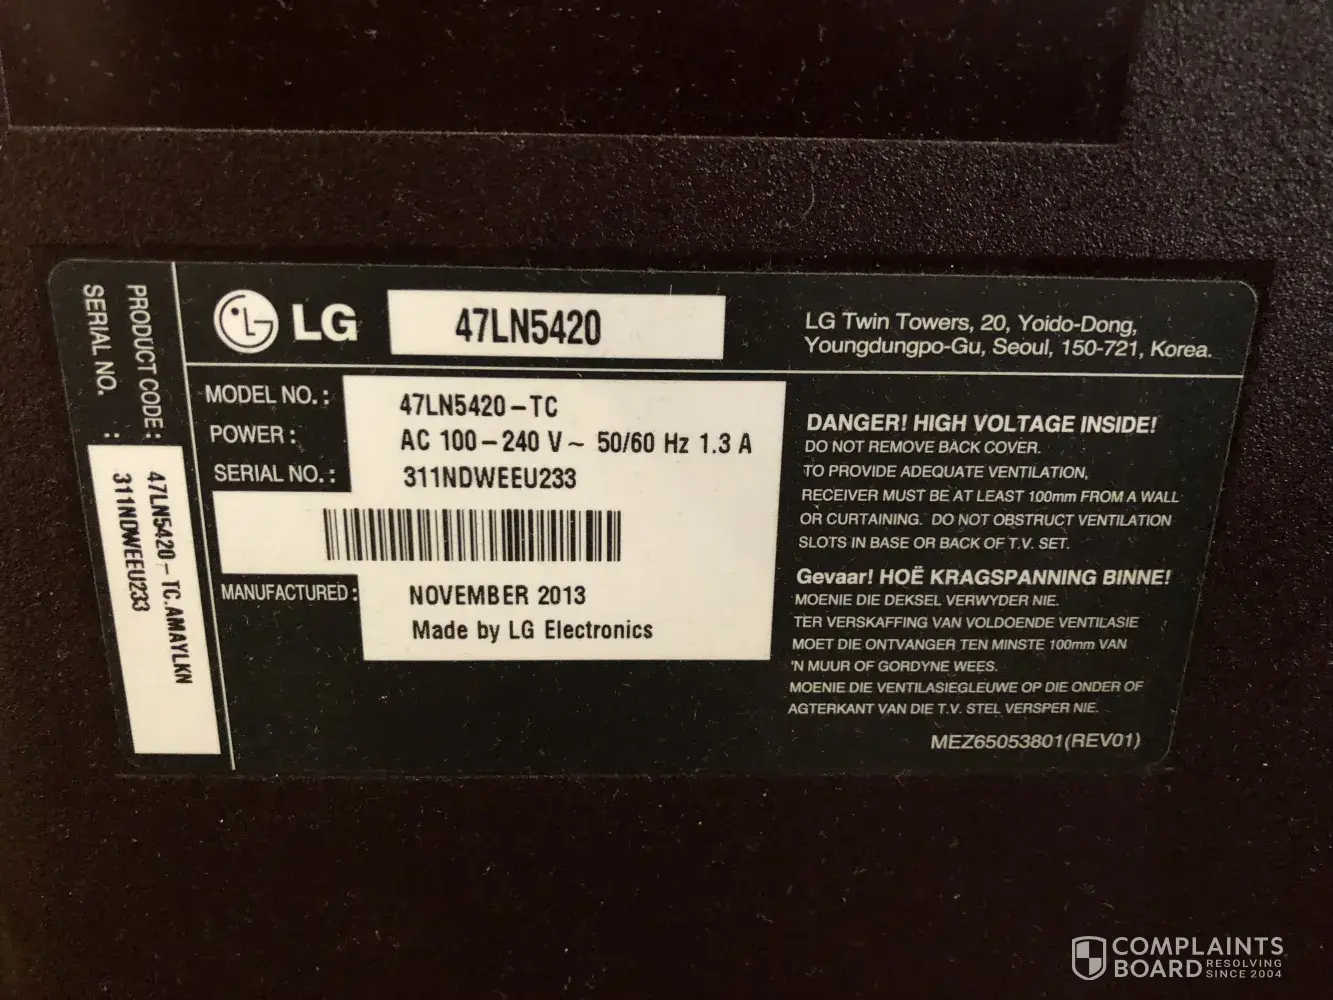 PRODUCT CODE:
SERIAL NO. :
47LN5420-TC.AMAYLKN
311NDWEEU233
LG
47LN5420
LG Twin Towers, 20, Yoido-Dong,
Youngdungpo-Gu, Seoul, 150-721, Korea.
MODEL NO.: 47LN5420-TC
POWER: AC 100-240 V~ 50/60 Hz 1.3 A
SERIAL NO.: 311NDWEEU233
MANUFACTURED: NOVEMBER 2013
Made by LG Electronics
DANGER! HIGH VOLTAGE INSIDE!
DO NOT REMOVE BACK COVER.
TO PROVIDE ADEQUATE VENTILATION,
RECEIVER MUST BE AT LEAST 100mm FROM A WALL
OR CURTAINING. DO NOT OBSTRUCT VENTILATION
SLOTS IN BASE OR BACK OF T.V. SET.
Gevaar! HOË KRAGSPANNING BINNE!
MOENIE DIE DEKSEL VERWYDER NIE.
TER VERSKAFFING VAN VOLDOENDE VENTILASIE
MOET DIE ONTVANGER TEN MINSTE 100mm VAN
'N MUUR OF GORDYNE WEES.
MOENIE DIE VENTILASIEGLEUWE OP DIE ONDER OF
AGTERKANT VAN DIE T.V. STEL VERSPER NIE.
MEZ65053801(REV01)
COMPLAINTS
BOARD RESOLVING
SINCE 2004